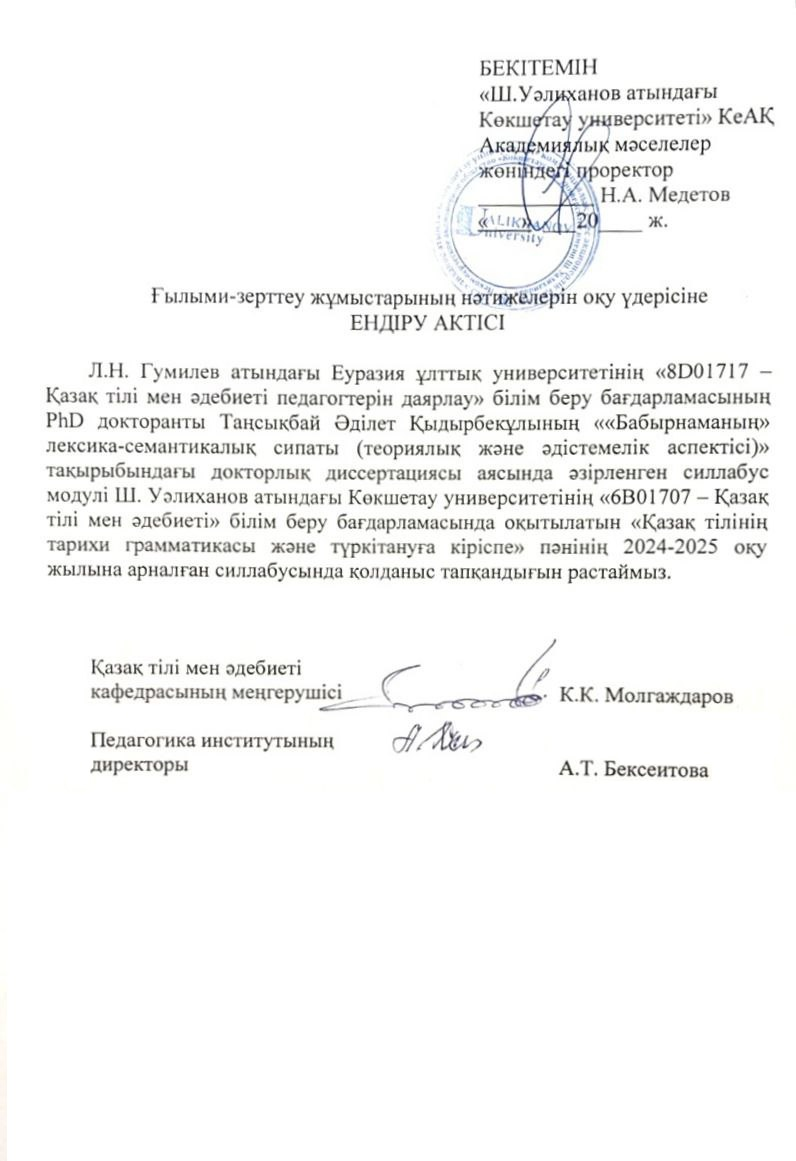 БЕКІТЕМІН
«Ш.Уәлиханов атындағы
Көкшетау университеті» КеАҚ
Академиялық мәселелер
жөніндегі проректор
_____________ Н.А. Медетов
«____»_____20____ ж.
UALIKHANOV
University
Ғылыми-зерттеу жұмыстарының нәтижелерін оқу үдерісіне
ЕНДІРУ АКТІСІ
Л.Н. Гумилев атындағы Еуразия ұлттық университетінің «8D01717 –
Қазақ тілі мен әдебиеті педагогтерін даярлау» білім беру бағдарламасының
PhD докторанты Таңсықбай Әділет Қыдырбекұлының ««Бабырнаманың»
лексика-семантикалық сипаты (теориялық және әдістемелік аспектісі)»
тақырыбындағы докторлық диссертациясы аясында әзірленген силлабус
модулі Ш. Уәлиханов атындағы Көкшетау университетінің «6В01707 – Қазақ
тілі мен әдебиеті» білім беру бағдарламасында оқытылатын «Қазақ тілінің
тарихи грамматикасы және түркітануға кіріспе» пәнінің 2024-2025 оқу
жылына арналған силлабусында қолданыс тапқандығын растаймыз.
Қазақ тілі мен әдебиеті
кафедрасының меңгерушісі К.К. Молгаждаров
Педагогика институтының
директоры А.Т. Бексеитова